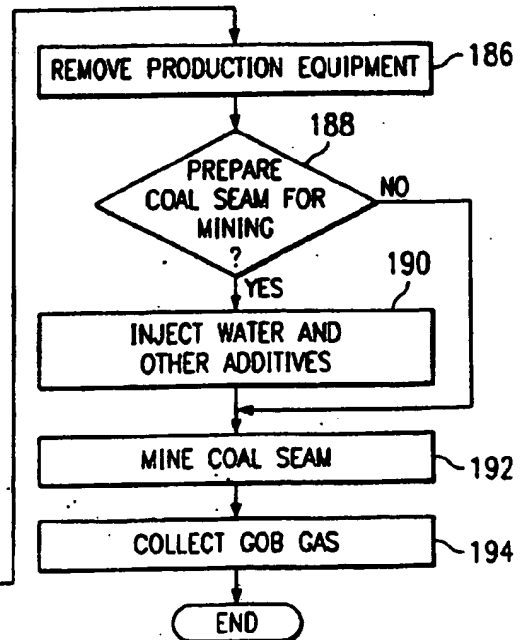 REMOVE PRODUCTION EQUIPMENT
186
188
PREPARE
COAL SEAM FOR
MINING
?
NO
YES
190
INJECT WATER AND
OTHER ADDITIVES
MINE COAL SEAM
192
COLLECT GOB GAS
194
END